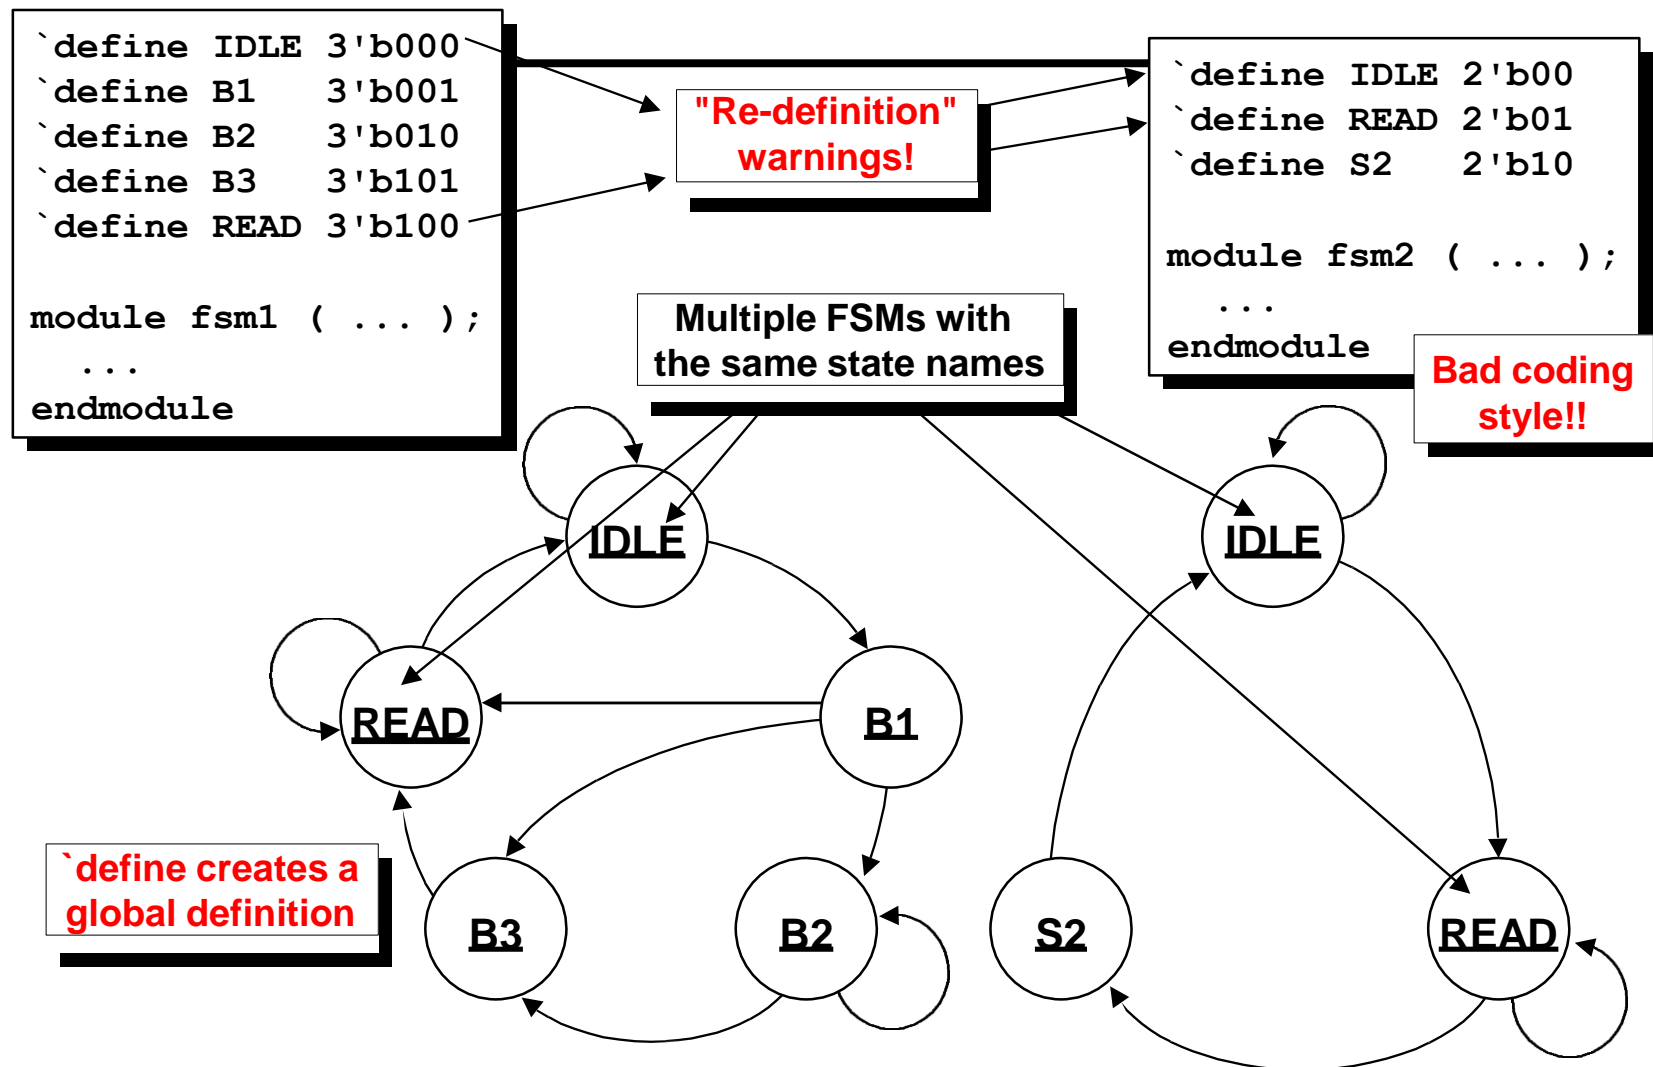 `define IDLE 3'b000
`define B1 3'b001
`define B2 3'b010
`define B3 3'b101
`define READ 3'b100
module fsm1 ( ... );
...
endmodule
"Re-definition"
warnings!
`define IDLE 2'b00
`define READ 2'b01
`define S2 2'b10
module fsm2 ( ... );
...
endmodule
Multiple FSMs with
the same state names
Bad coding
style!!
IDLE
IDLE
READ
B1
`define creates a
global definition
B3
B2
S2
READ